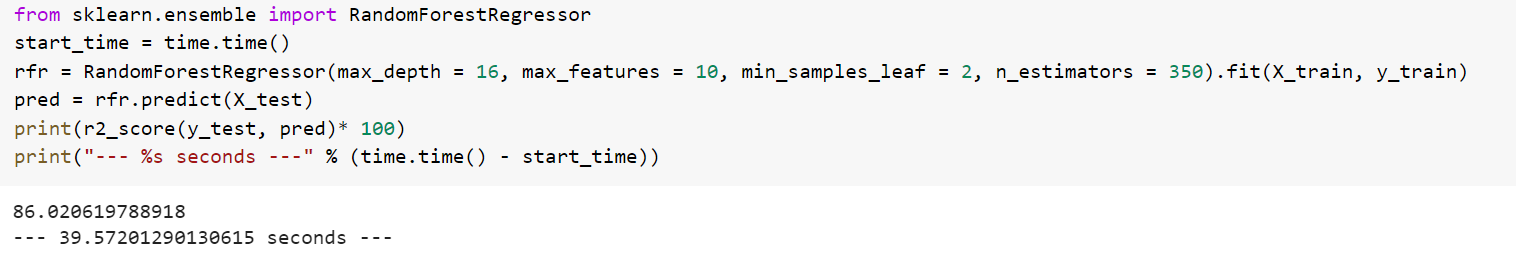 from sklearn.ensemble import RandomForestRegressor
start_time = time.time()
rfr = RandomForestRegressor(max_depth = 16, max_features = 10, min_samples_leaf = 2, n_estimators = 350).fit(X_train, y_train)
pred = rfr.predict(X_test)
print(r2_score(y_test, pred)* 100)
print("--- %s seconds ---" % (time.time() - start_time))
86.020619788918
--- 39.57201290130615 seconds ---